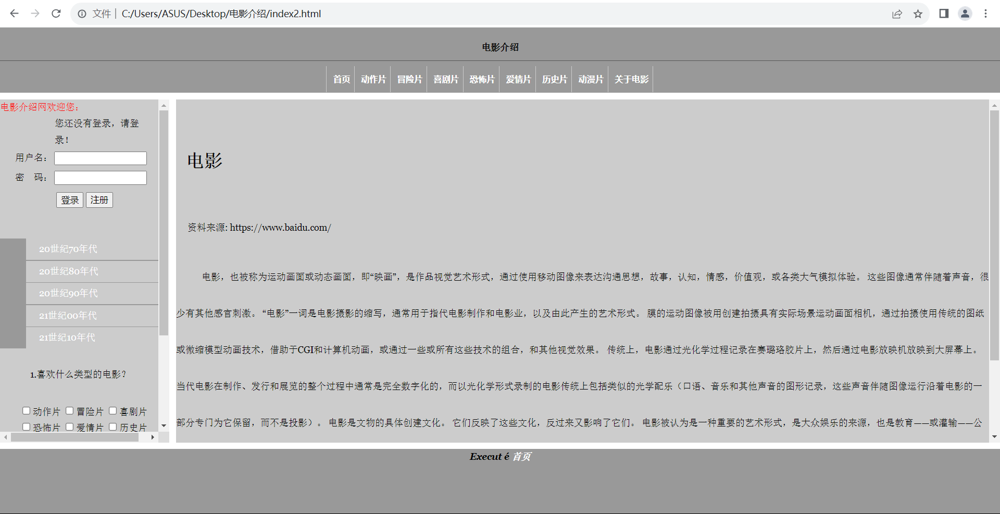 文件 | C:/Users/ASUS/Desktop/电影介绍/index2.html
电影介绍
首页 动作片 冒险片 喜剧片 恐怖片 爱情片 历史片 动漫片 关于电影
电影介绍网欢迎您：
您还没有登录，请登
录！
用户名：
密 码：
登录 注册
20世纪70年代
20世纪80年代
20世纪90年代
21世纪00年代
21世纪10年代
1.喜欢什么类型的电影？
动作片 冒险片 喜剧片
恐怖片 爱情片 历史片
电影
资料来源: https://www.baidu.com/
电影，也被称为运动画面或动态画面，即“映画”，是作品视觉艺术形式，通过使用移动图像来表达沟通思想，故事，认知，情感，价值观，或各类大气模拟体验。 这些图像通常伴随着声音，很
少有其他感官刺激。 “电影”一词是电影摄影的缩写，通常用于指代电影制作和电影业，以及由此产生的艺术形式。 膜的运动图像被用创建拍摄具有实际场景运动画面相机，通过拍摄使用传统的图纸
或微缩模型动画技术，借助于CGI和计算机动画，或通过一些或所有这些技术的组合，和其他视觉效果。 传统上，电影通过光化学过程记录在赛璐珞胶片上，然后通过电影放映机放映到大屏幕上。
当代电影在制作、发行和展览的整个过程中通常是完全数字化的，而以光化学形式录制的电影传统上包括类似的光学配乐（口语、音乐和其他声音的图形记录，这些声音伴随图像运行沿着电影的一
部分专门为它保留，而不是投影）。 电影是文物的具体创建文化。 它们反映了这些文化，反过来又影响了它们。 电影被认为是一种重要的艺术形式，是大众娱乐的来源，也是教育——或灌输——公
Execut é 首页